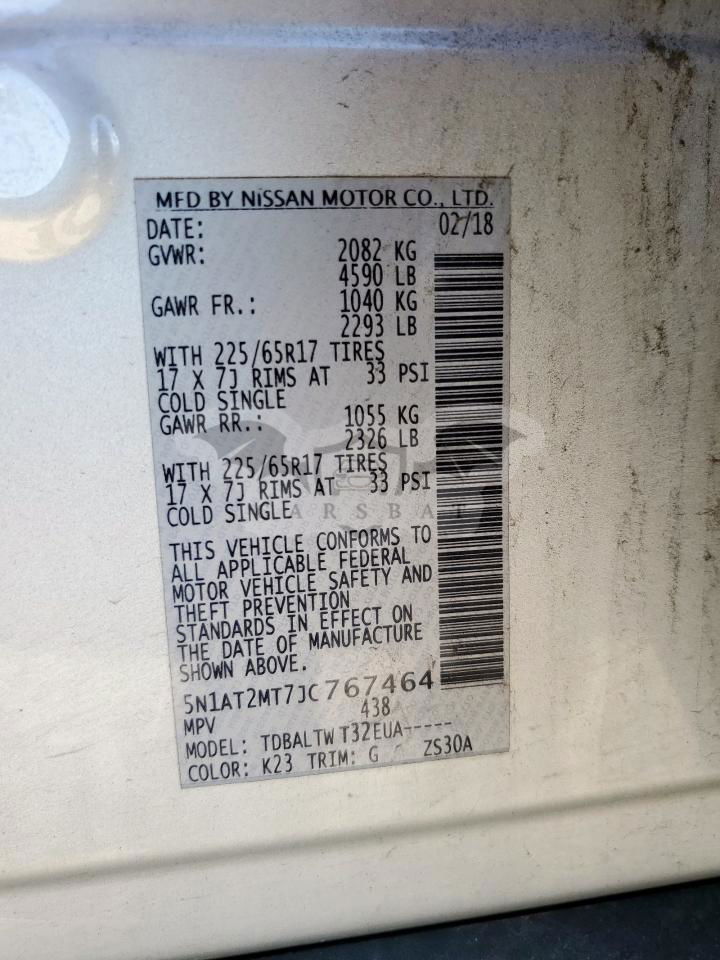 MFD BY NISSAN MOTOR CO., LTD.
DATE: 02/18
GVWR: 2082 KG
4590 LB
GAWR FR.: 1040 KG
2293 LB
WITH 225/65R17 TIRES
17 X 7J RIMS AT 33 PSI
COLD SINGLE
GAWR RR.: 1055 KG
2326 LB
WITH 225/65R17 TIRES
17 X 7J RIMS AT 33 PSI
COLD SINGLE
ARSBAT
THIS VEHICLE CONFORMS TO
ALL APPLICABLE FEDERAL
MOTOR VEHICLE SAFETY AND
THEFT PREVENTION
STANDARDS IN EFFECT ON
THE DATE OF MANUFACTURE
SHOWN ABOVE.
5N1AT2MT7JC767464
MPV 438
MODEL: TDBALTW T32EUA-----
COLOR: K23 TRIM: G ZS30A